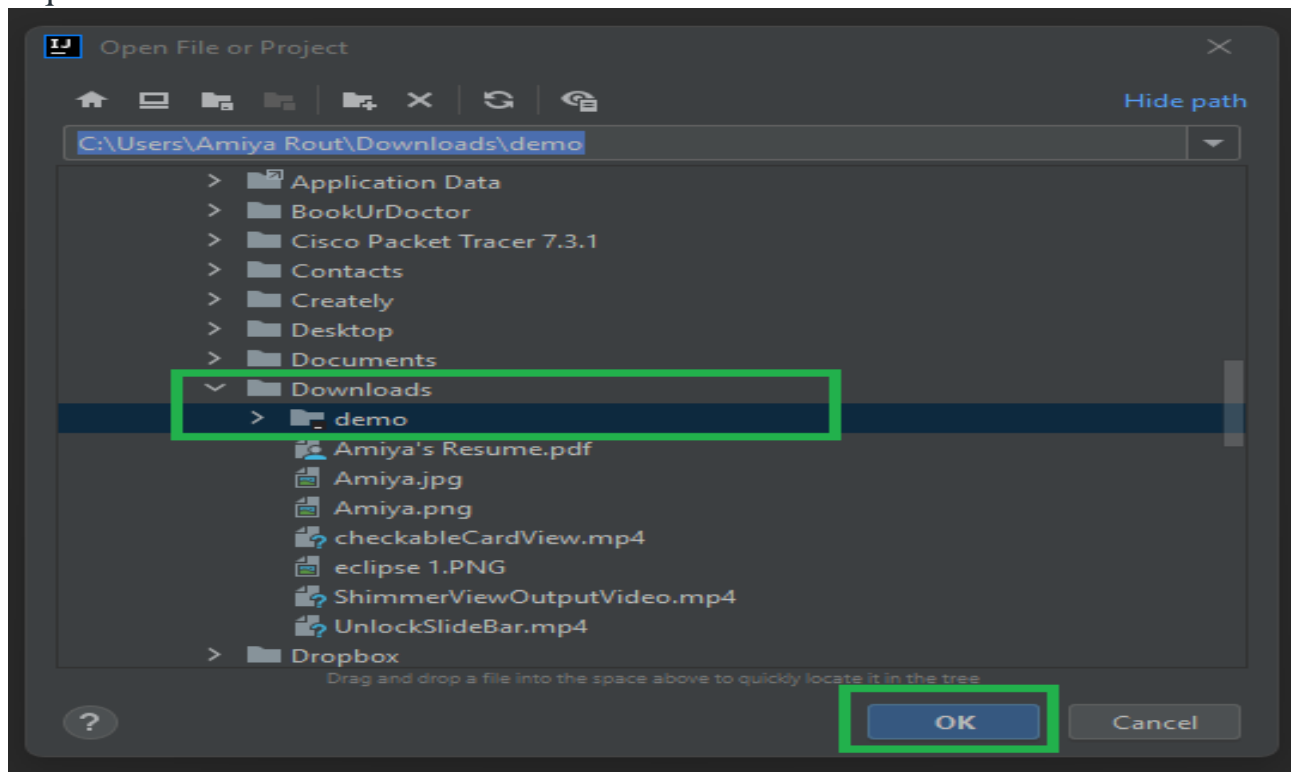 IJ Open File or Project
Hide path
C:\Users\Amiya Rout\Downloads\demo
Application Data
BookUrDoctor
Cisco Packet Tracer 7.3.1
Contacts
Creately
Desktop
Documents
Downloads
demo
Amiya's Resume.pdf
Amiya.jpg
Amiya.png
checkableCardView.mp4
eclipse 1.PNG
ShimmerViewOutputVideo.mp4
UnlockSlideBar.mp4
Dropbox
Drag and drop a file into the space above to quickly locate it in the tree
? OK Cancel